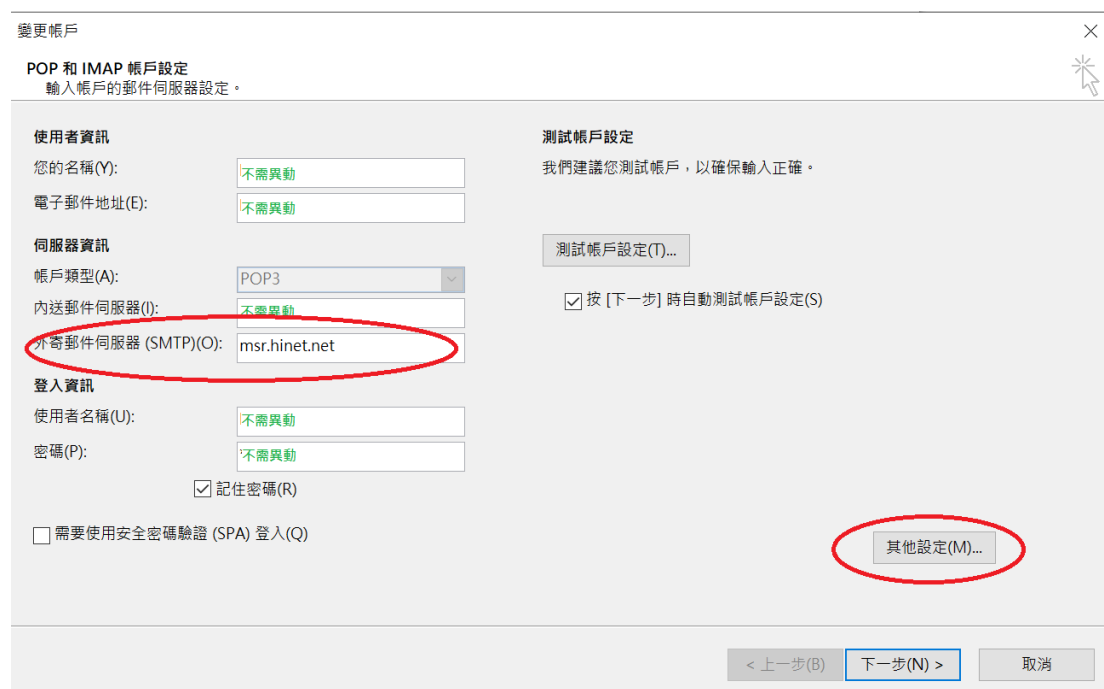 變更帳戶
POP 和 IMAP 帳戶設定
輸入帳戶的郵件伺服器設定。
使用者資訊
您的名稱(Y):
不需異動
電子郵件地址(E):
不需異動
伺服器資訊
帳戶類型(A):
POP3
內送郵件伺服器(I):
不需異動
外寄郵件伺服器 (SMTP)(O):
msr.hinet.net
登入資訊
使用者名稱(U):
不需異動
密碼(P):
不需異動
記住密碼(R)
需要使用安全密碼驗證 (SPA) 登入(Q)
測試帳戶設定
我們建議您測試帳戶，以確保輸入正確。
測試帳戶設定(T)...
按 [下一步] 時自動測試帳戶設定(S)
其他設定(M)...
< 上一步(B)
下一步(N) >
取消